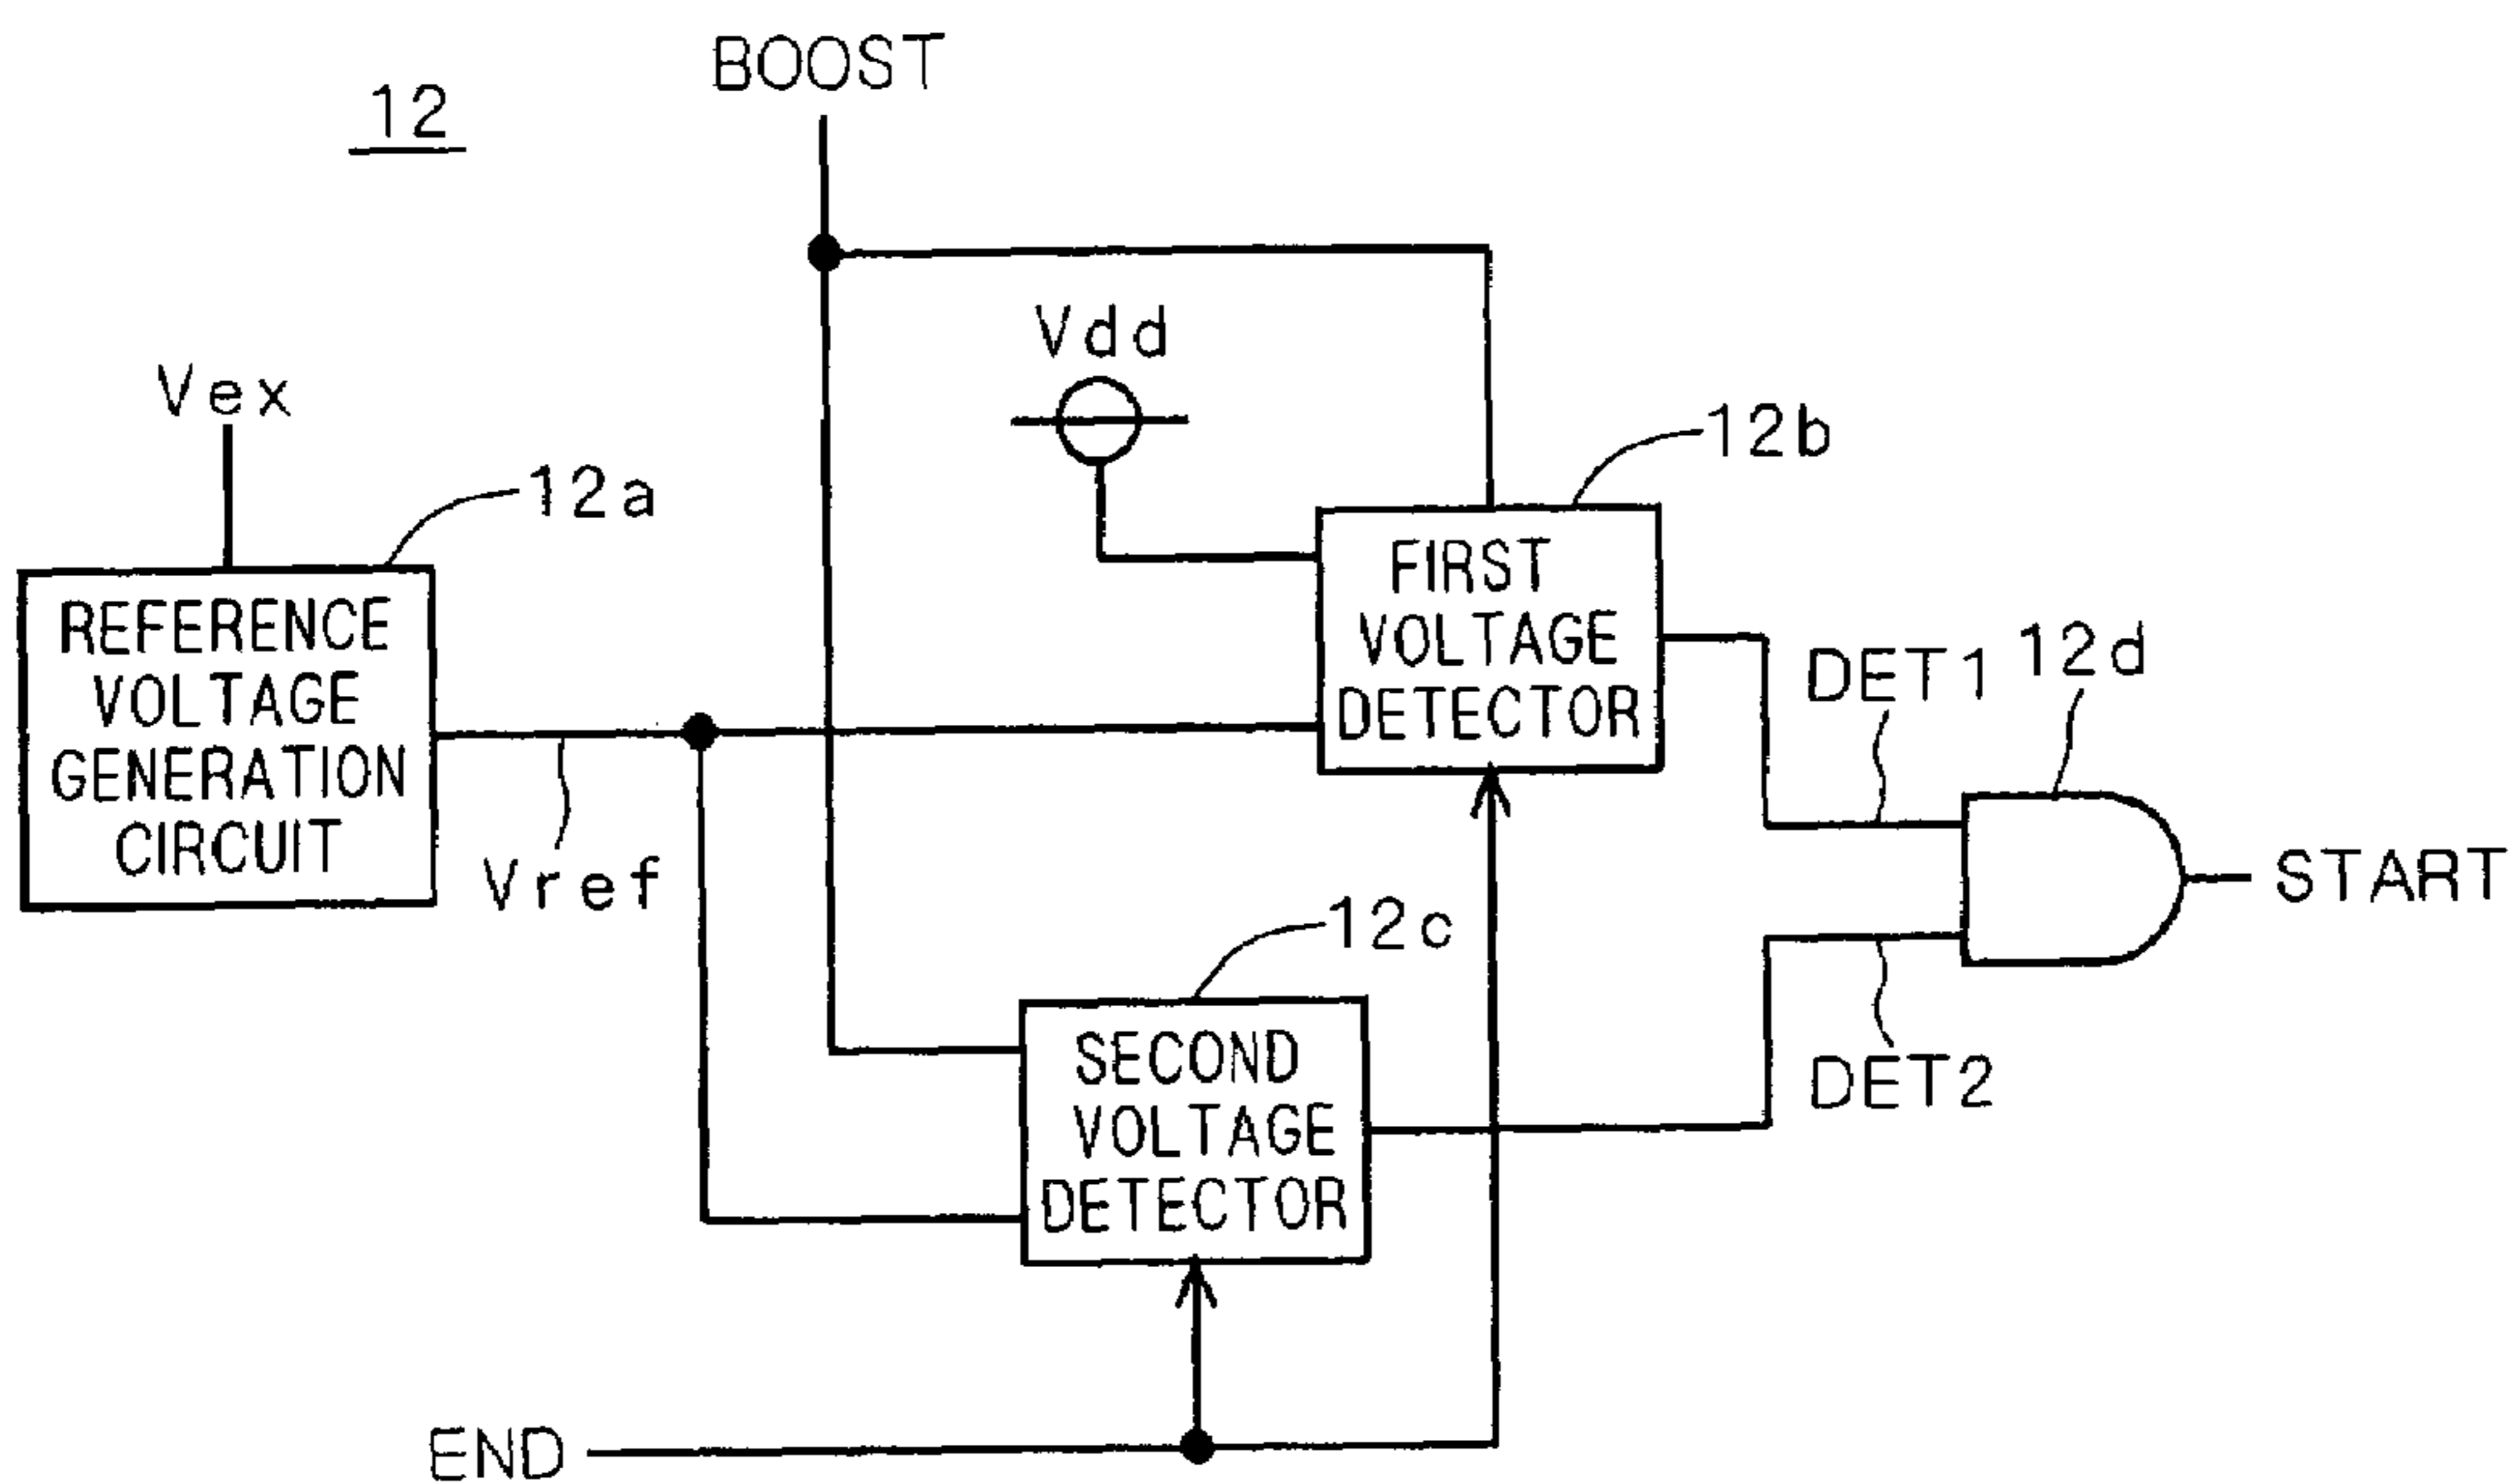 BOOST
12
Vdd
Vex
12b
12a
FIRST
VOLTAGE
DETECTOR
REFERENCE
VOLTAGE
GENERATION
CIRCUIT
12d
DET1
Vref
START
12c
SECOND
VOLTAGE
DETECTOR
DET2
END